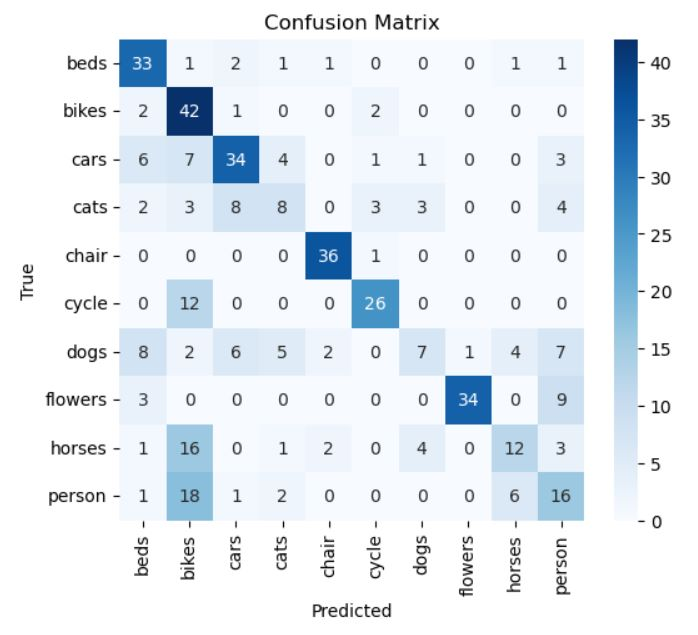 Confusion Matrix
beds 33 1 2 1 1 0 0 0 1 1
bikes 2 42 1 0 0 2 0 0 0 0
cars 6 7 34 4 0 1 1 0 0 3
cats 2 3 8 8 0 3 3 0 0 4
chair 0 0 0 0 36 1 0 0 0 0
cycle 0 12 0 0 0 26 0 0 0 0
dogs 8 2 6 5 2 0 7 1 4 7
flowers 3 0 0 0 0 0 0 34 0 9
horses 1 16 0 1 2 0 4 0 12 3
person 1 18 1 2 0 0 0 0 6 16
True
beds bikes cars cats chair cycle dogs flowers horses person
Predicted
40
35
30
25
20
15
10
5
0